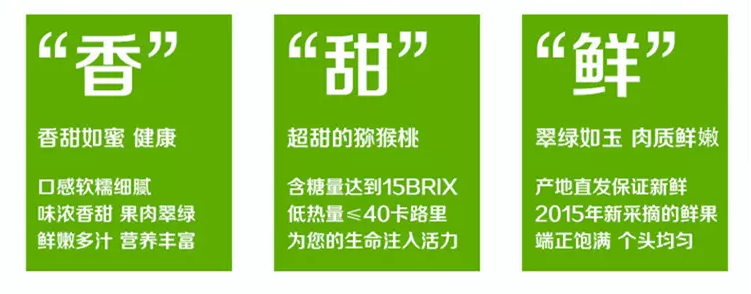 “香”
香甜如蜜 健康
口感软糯细腻
味浓香甜 果肉翠绿
鲜嫩多汁 营养丰富
“甜”
超甜的猕猴桃
含糖量达到15BRIX
低热量≤40卡路里
为您的生命注入活力
“鲜”
翠绿如玉 肉质鲜嫩
产地直发保证新鲜
2015年新采摘的鲜果
端正饱满 个头均匀